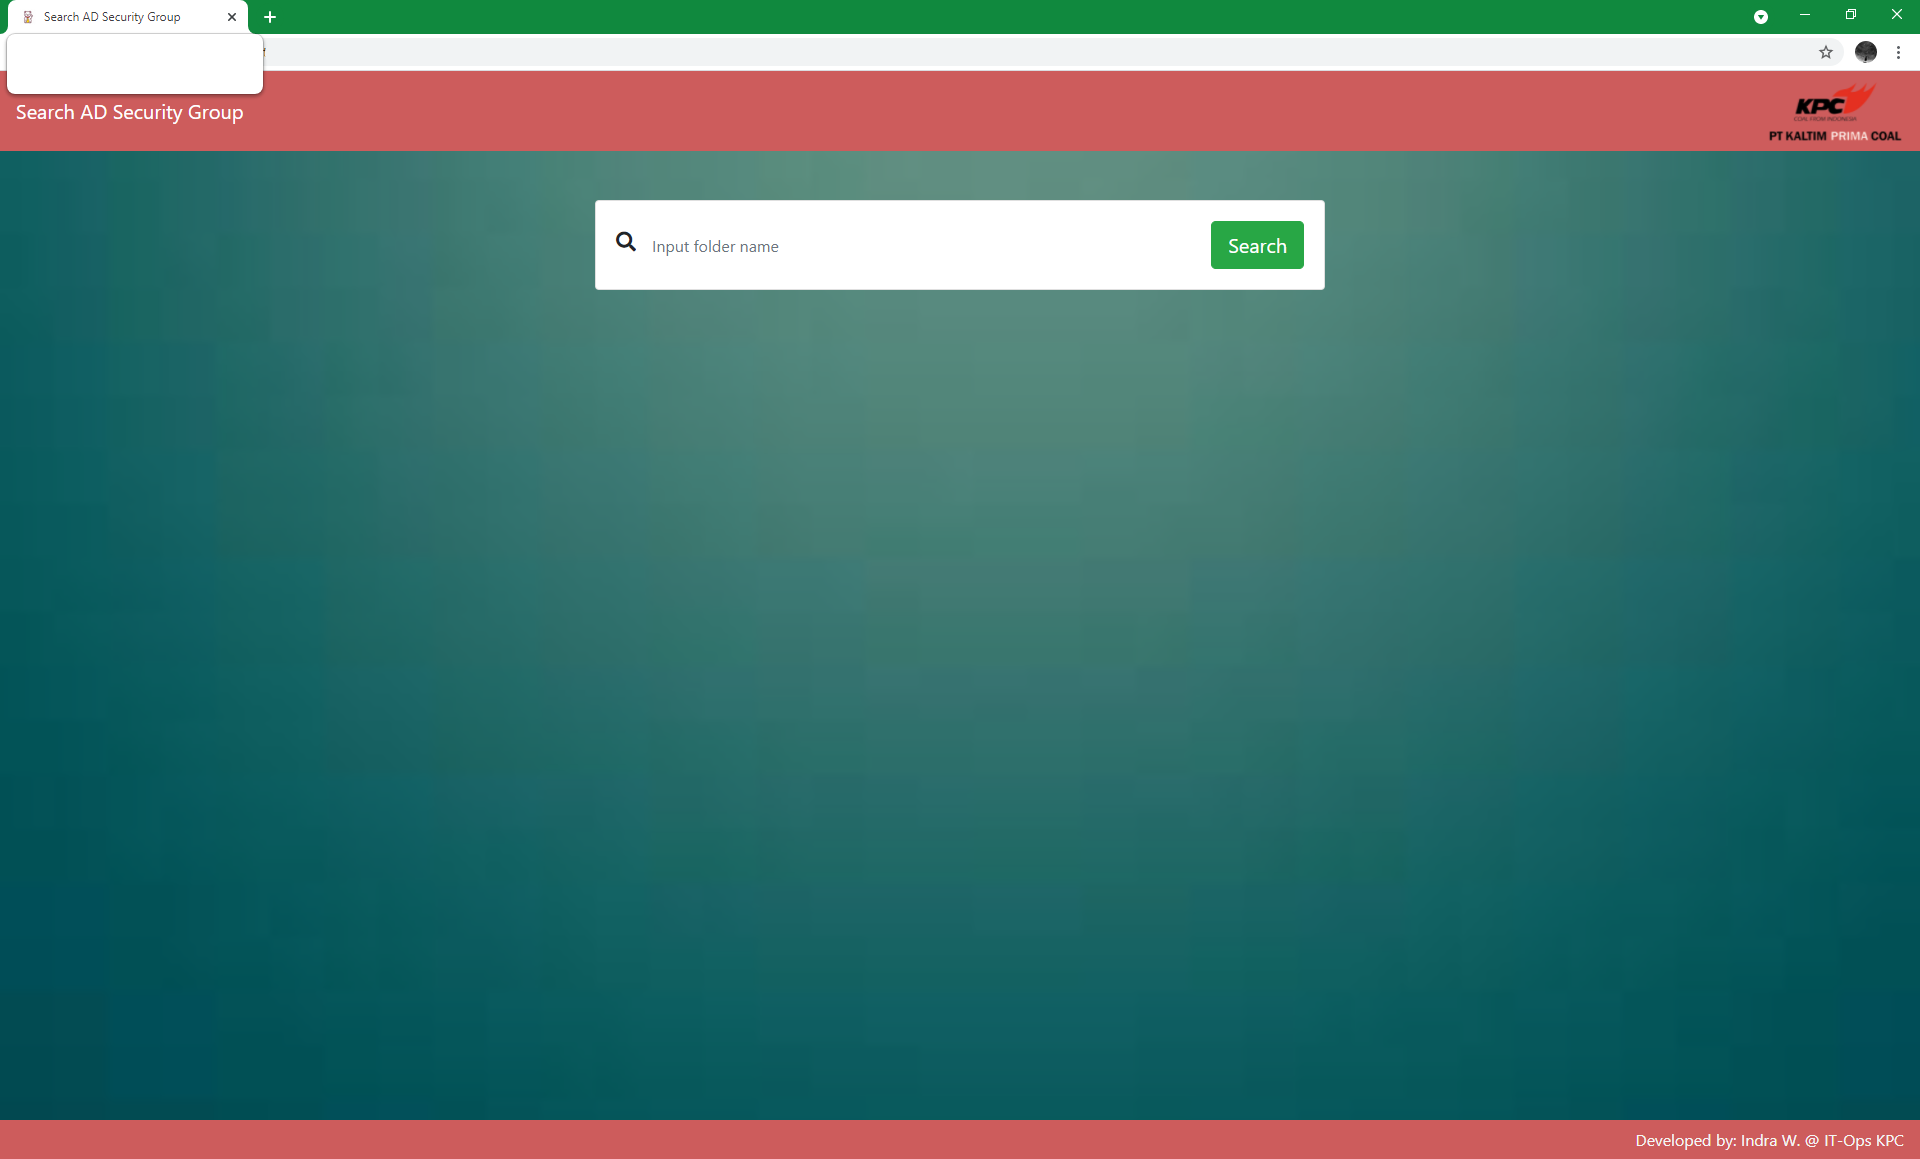 Search AD Security Group
Search AD Security Group
KPC
COAL FROM INDONESIA
PT KALTIM PRIMA COAL
Input folder name
Search
Developed by: Indra W. @ IT-Ops KPC